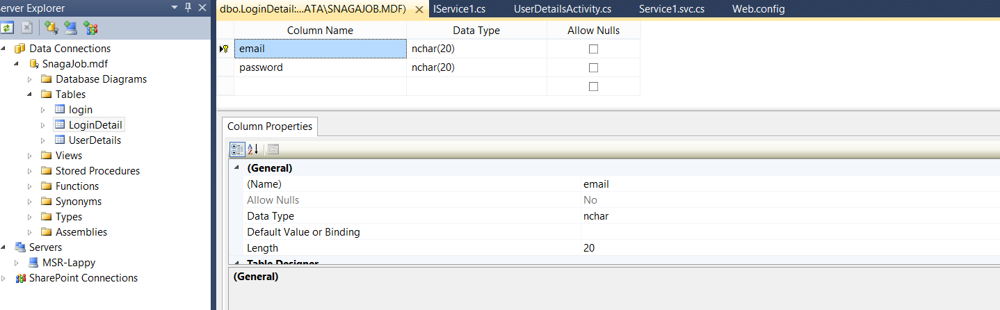 erver Explorer
Data Connections
SnagaJob.mdf
Database Diagrams
Tables
login
LoginDetail
UserDetails
Views
Stored Procedures
Functions
Synonyms
Types
Assemblies
Servers
MSR-Lappy
SharePoint Connections
dbo.LoginDetail:...ATA\SNAGAJOB.MDF) IService1.cs UserDetailsActivity.cs Service1.svc.cs Web.config
Column Name Data Type Allow Nulls
email nchar(20)
password nchar(20)
Column Properties
(General)
(Name) email
Allow Nulls No
Data Type nchar
Default Value or Binding
Length 20
Table Designer
(General)